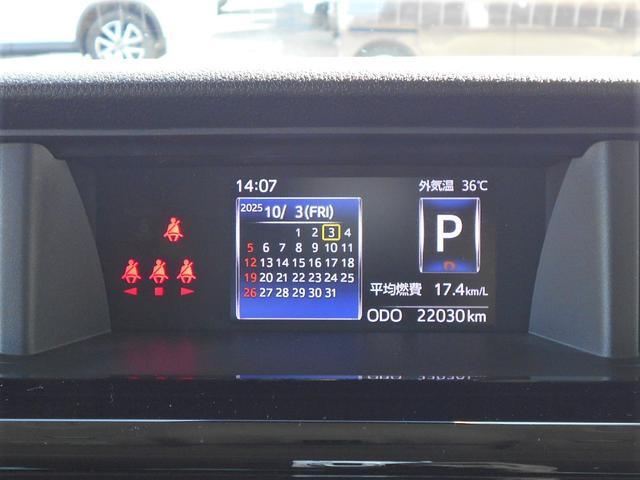 14:07
外気温 36℃
2025 10/ 3(FRI)
1 2 3 4
5 6 7 8 9 10 11
12 13 14 15 16 17 18
19 20 21 22 23 24 25
26 27 28 29 30 31
P
平均燃費 17.4km/L
ODO 22030km